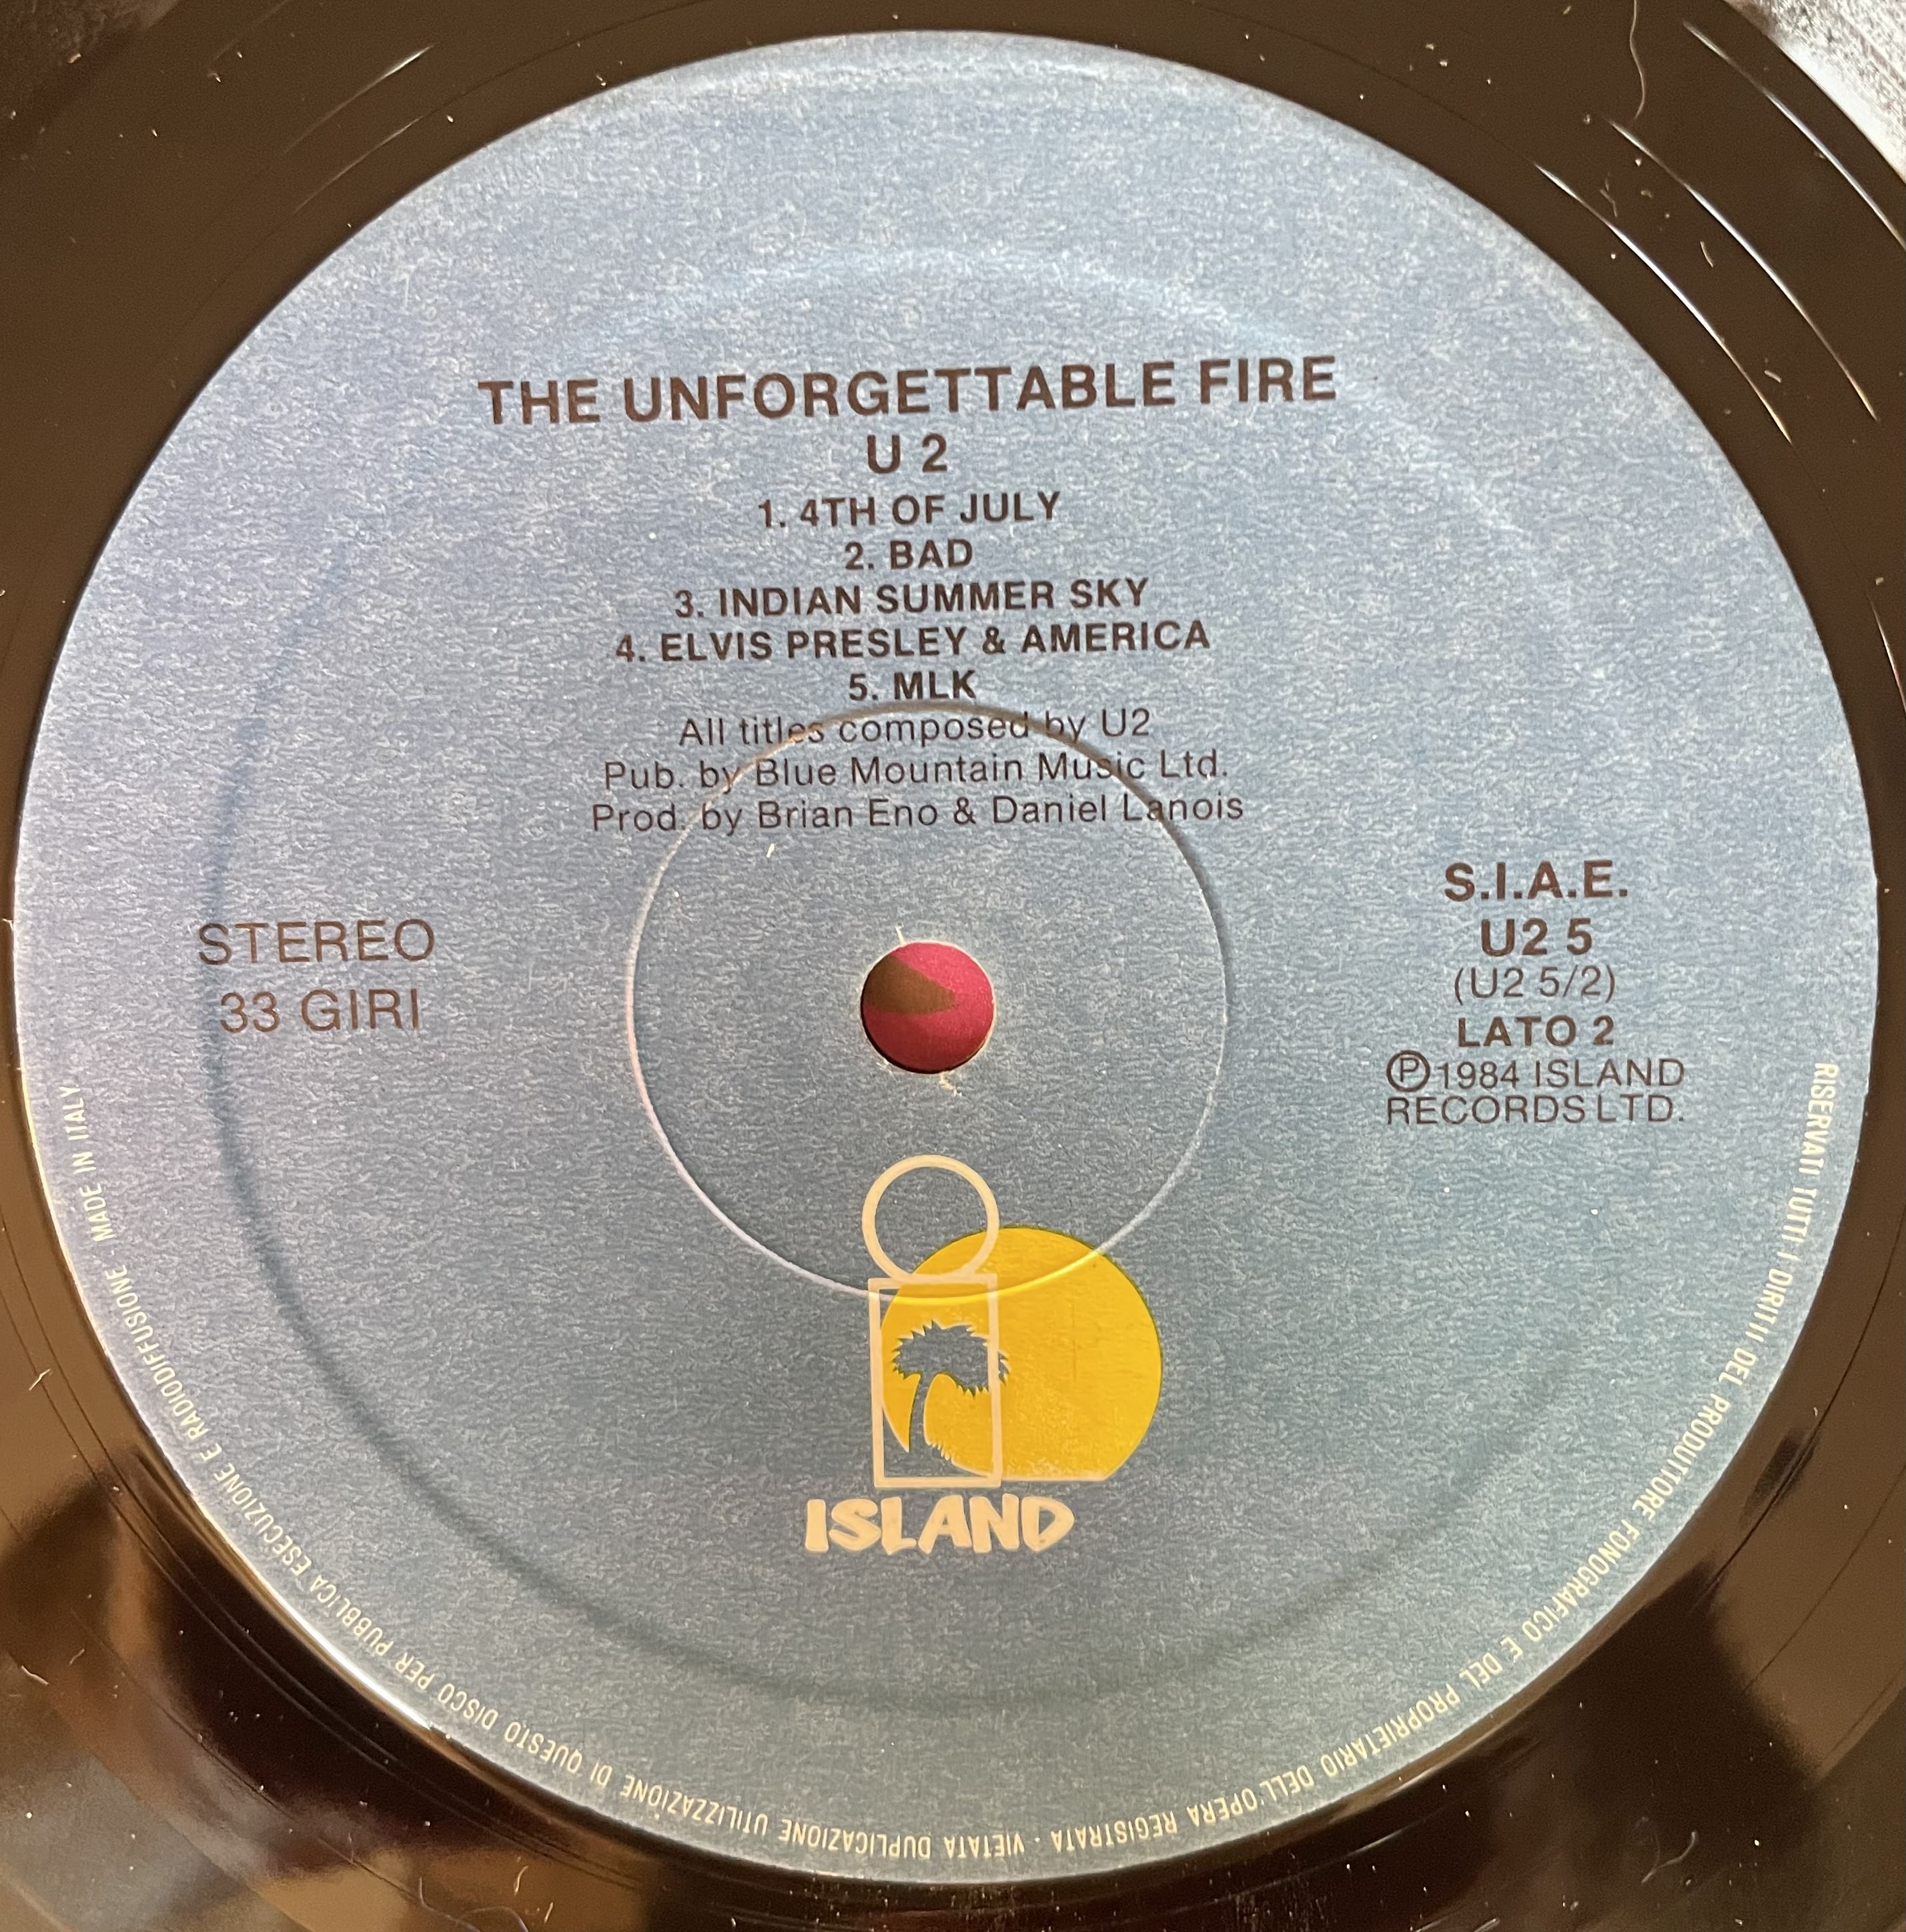 THE UNFORGETTABLE FIRE
U 2
1. 4TH OF JULY
2. BAD
3. INDIAN SUMMER SKY
4. ELVIS PRESLEY & AMERICA
5. MLK
All titles composed by U2
Pub. by Blue Mountain Music Ltd.
Prod. by Brian Eno & Daniel Lanois
STEREO
33 GIRI
S.I.A.E.
U2 5
(U2 5/2)
LATO 2
Ⓟ1984 ISLAND
RECORDS LTD.
ISLAND
RISERVATI TUTTI I DIRITTI DEL PRODUTTORE FONOGRAFICO E DEL PROPRIETARIO DELL'OPERA REGISTRATA · VIETATA DUPLICAZIONE UTILIZZAZIONE DI QUESTO DISCO PER PUBBLICA ESECUZIONE E RADIODIFFUSIONE · MADE IN ITALY